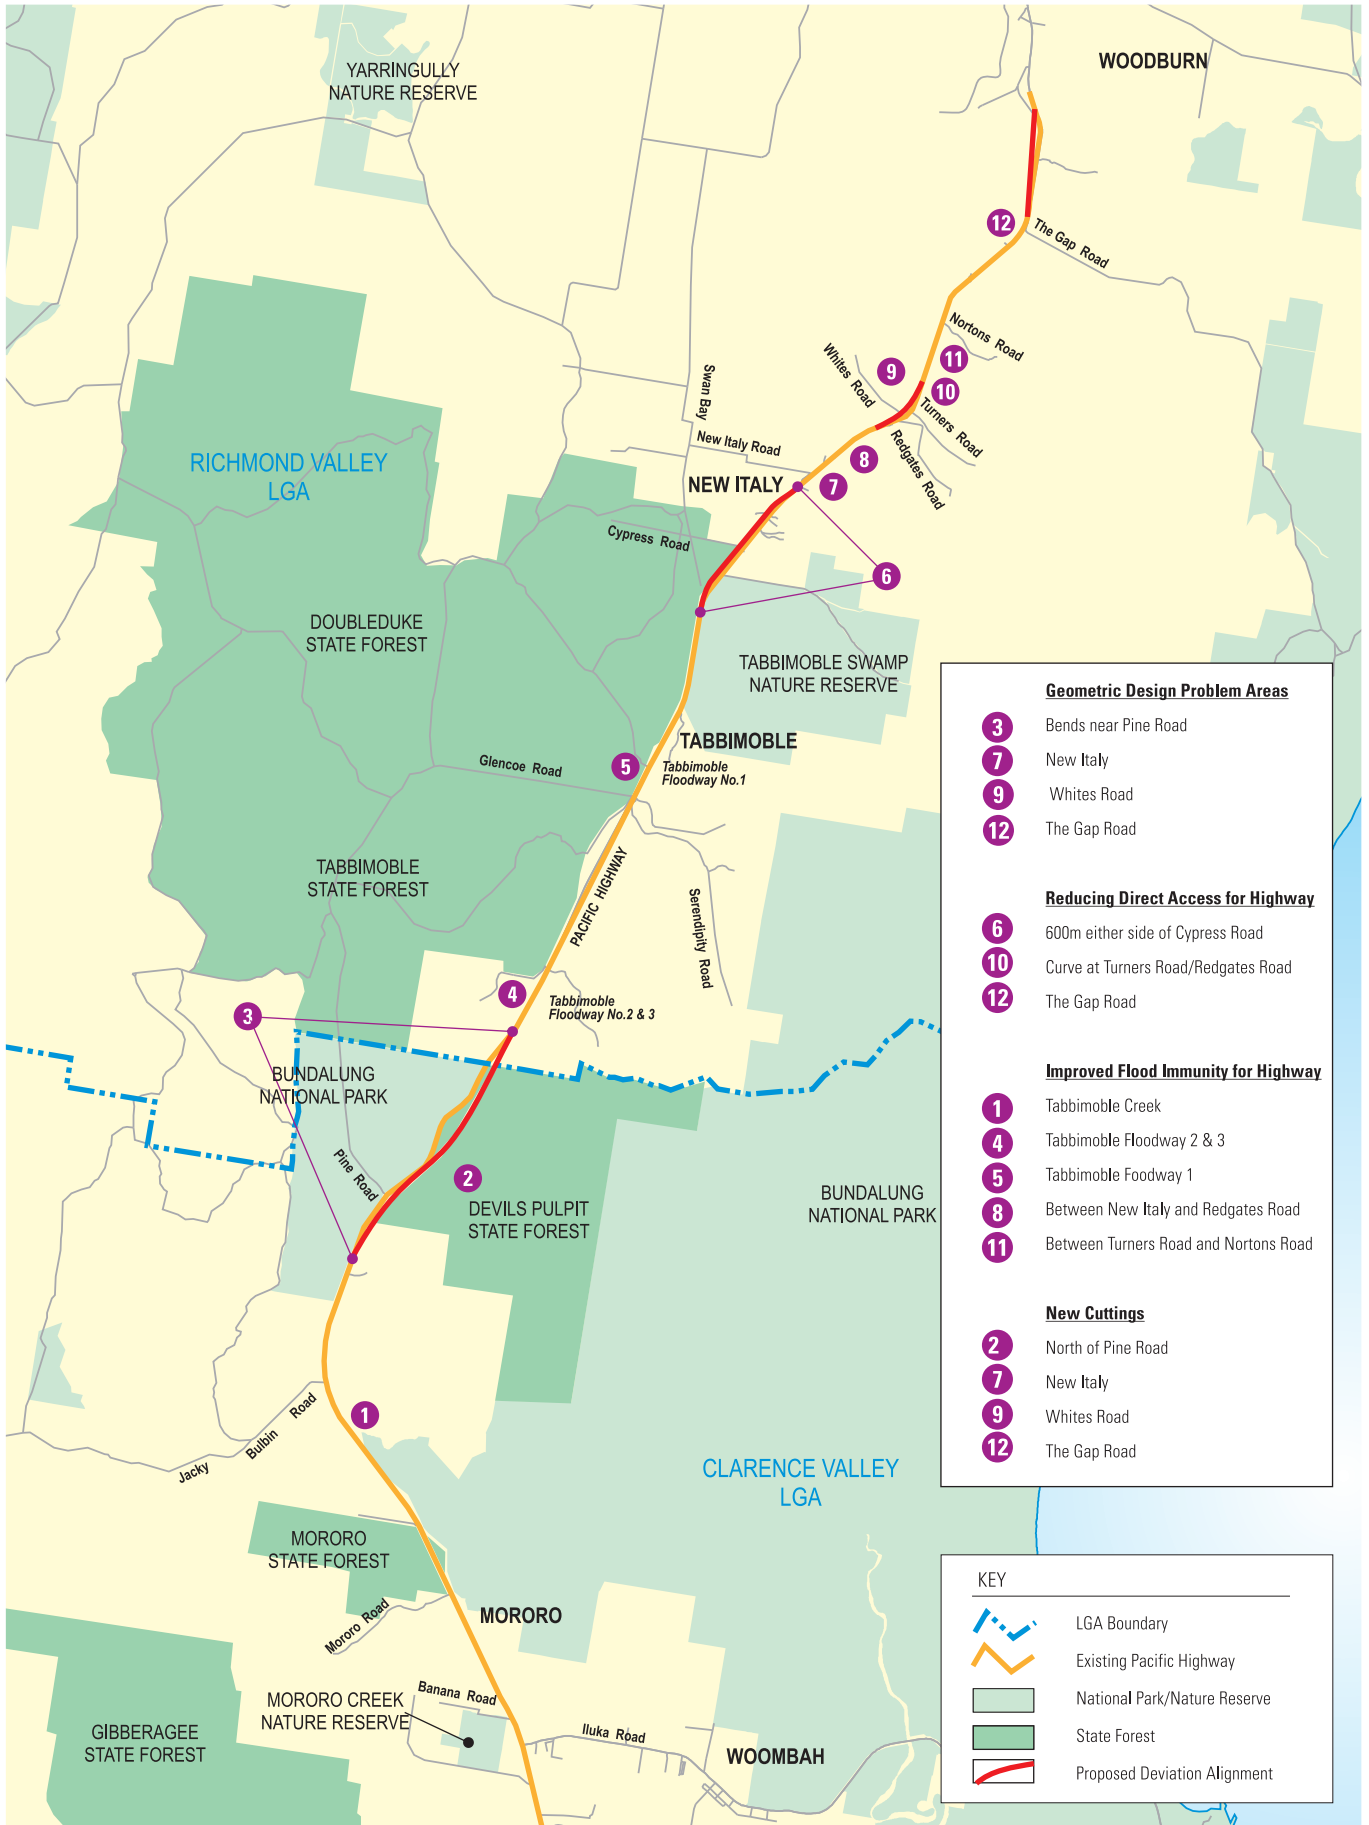 WOODBURN
YARRINGULLY
NATURE RESERVE
12
The Gap Road
Nortons Road
11
Whites Road
9
10
Turners Road
Swan Bay
New Italy Road
Redgates Road
8
RICHMOND VALLEY
LGA
NEW ITALY
7
Cypress Road
6
DOUBLEDUKE
STATE FOREST
TABBIMOBLE SWAMP
NATURE RESERVE
TABBIMOBLE
5
Tabbimoble
Floodway No.1
Glencoe Road
TABBIMOBLE
STATE FOREST
PACIFIC HIGHWAY
Serendipity Road
4
Tabbimoble
Floodway No.2 & 3
3
BUNDALUNG
NATIONAL PARK
Pine Road
2
DEVILS PULPIT
STATE FOREST
BUNDALUNG
NATIONAL PARK
1
Jacky Bulbin Road
CLARENCE VALLEY
LGA
MORORO
STATE FOREST
MORORO
Mororo Road
Banana Road
MORORO CREEK
NATURE RESERVE
GIBBERAGEE
STATE FOREST
Iluka Road
WOOMBAH
Geometric Design Problem Areas
3 Bends near Pine Road
7 New Italy
9 Whites Road
12 The Gap Road
Reducing Direct Access for Highway
6 600m either side of Cypress Road
10 Curve at Turners Road/Redgates Road
12 The Gap Road
Improved Flood Immunity for Highway
1 Tabbimoble Creek
4 Tabbimoble Floodway 2 & 3
5 Tabbimoble Foodway 1
8 Between New Italy and Redgates Road
11 Between Turners Road and Nortons Road
New Cuttings
2 North of Pine Road
7 New Italy
9 Whites Road
12 The Gap Road
KEY
LGA Boundary
Existing Pacific Highway
National Park/Nature Reserve
State Forest
Proposed Deviation Alignment